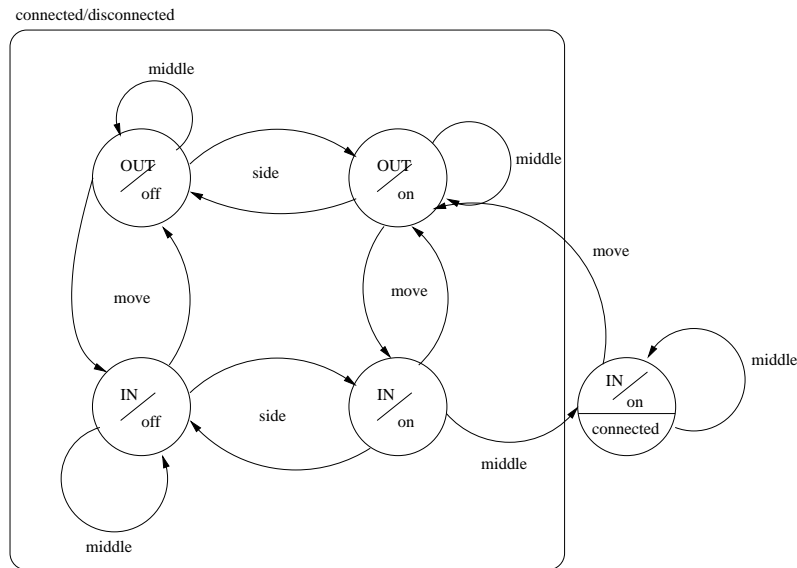 connected/disconnected
middle
OUT
off
side
OUT
on
middle
move
move
move
IN
off
side
IN
on
middle
IN
on
connected
middle
middle